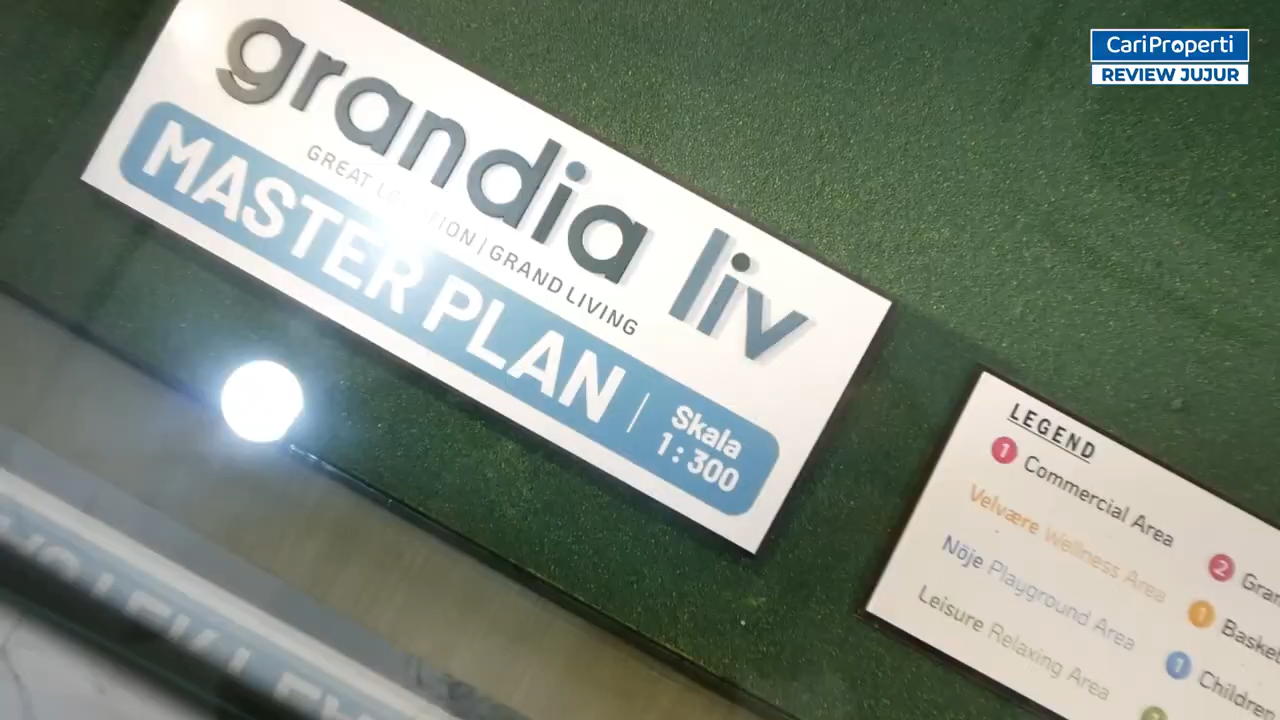 CariProperti
REVIEW JUJUR
grandia liv
GREAT LOCATION | GRAND LIVING
MASTER PLAN | Skala
1 : 300
LEGEND
1 Commercial Area
2
Velvære Wellness Area
1
Nöje Playground Area
1 Children
Leisure Relaxing Area